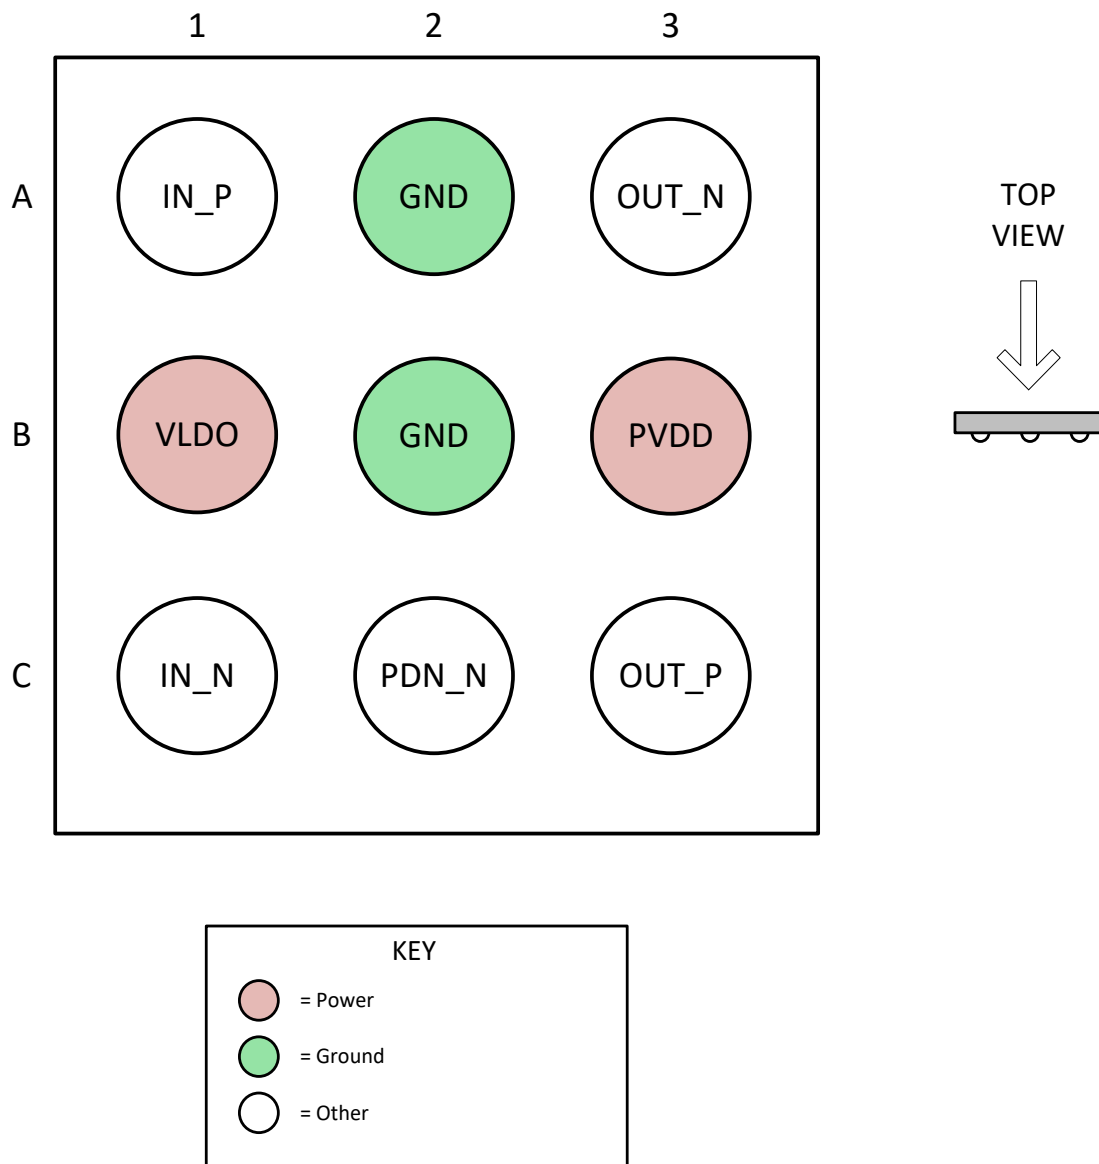 1 2 3
A IN_P GND OUT_N
TOP
VIEW
B VLDO GND PVDD
C IN_N PDN_N OUT_P
KEY
= Power
= Ground
= Other